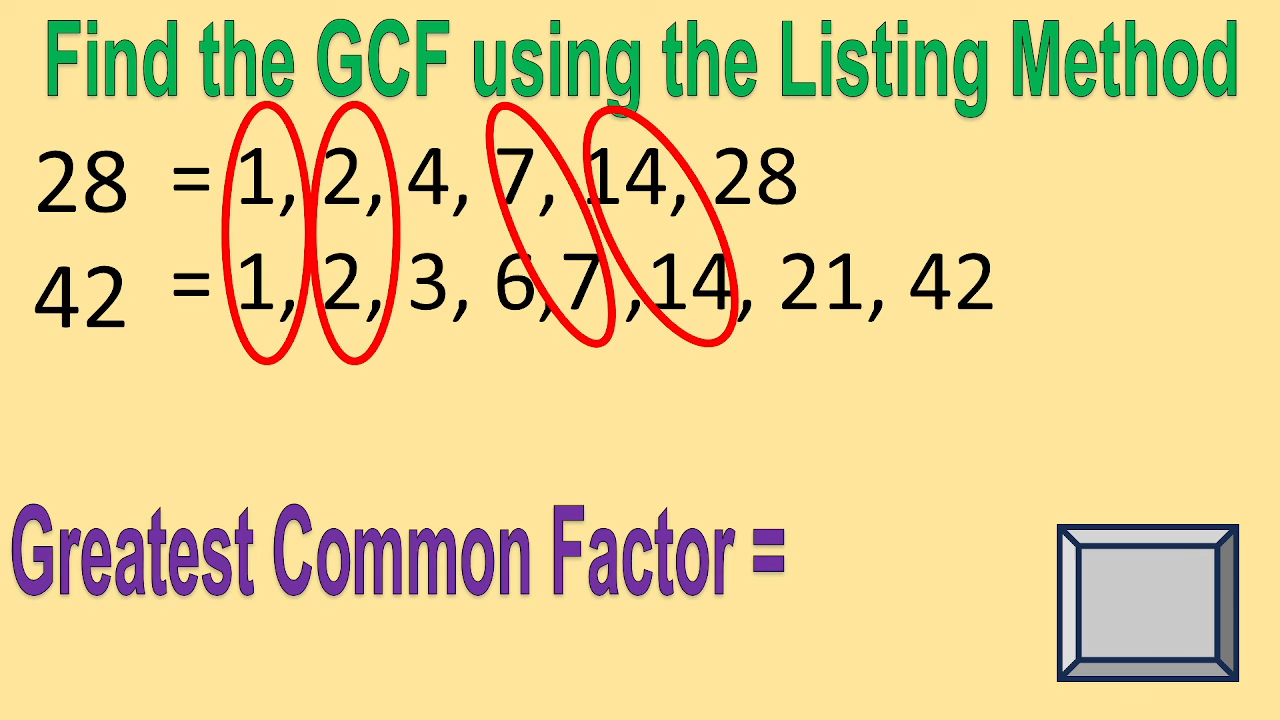 Find the GCF using the Listing Method
28 = 1, 2, 4, 7, 14, 28
42 = 1, 2, 3, 6,7 ,14, 21, 42
Greatest Common Factor =